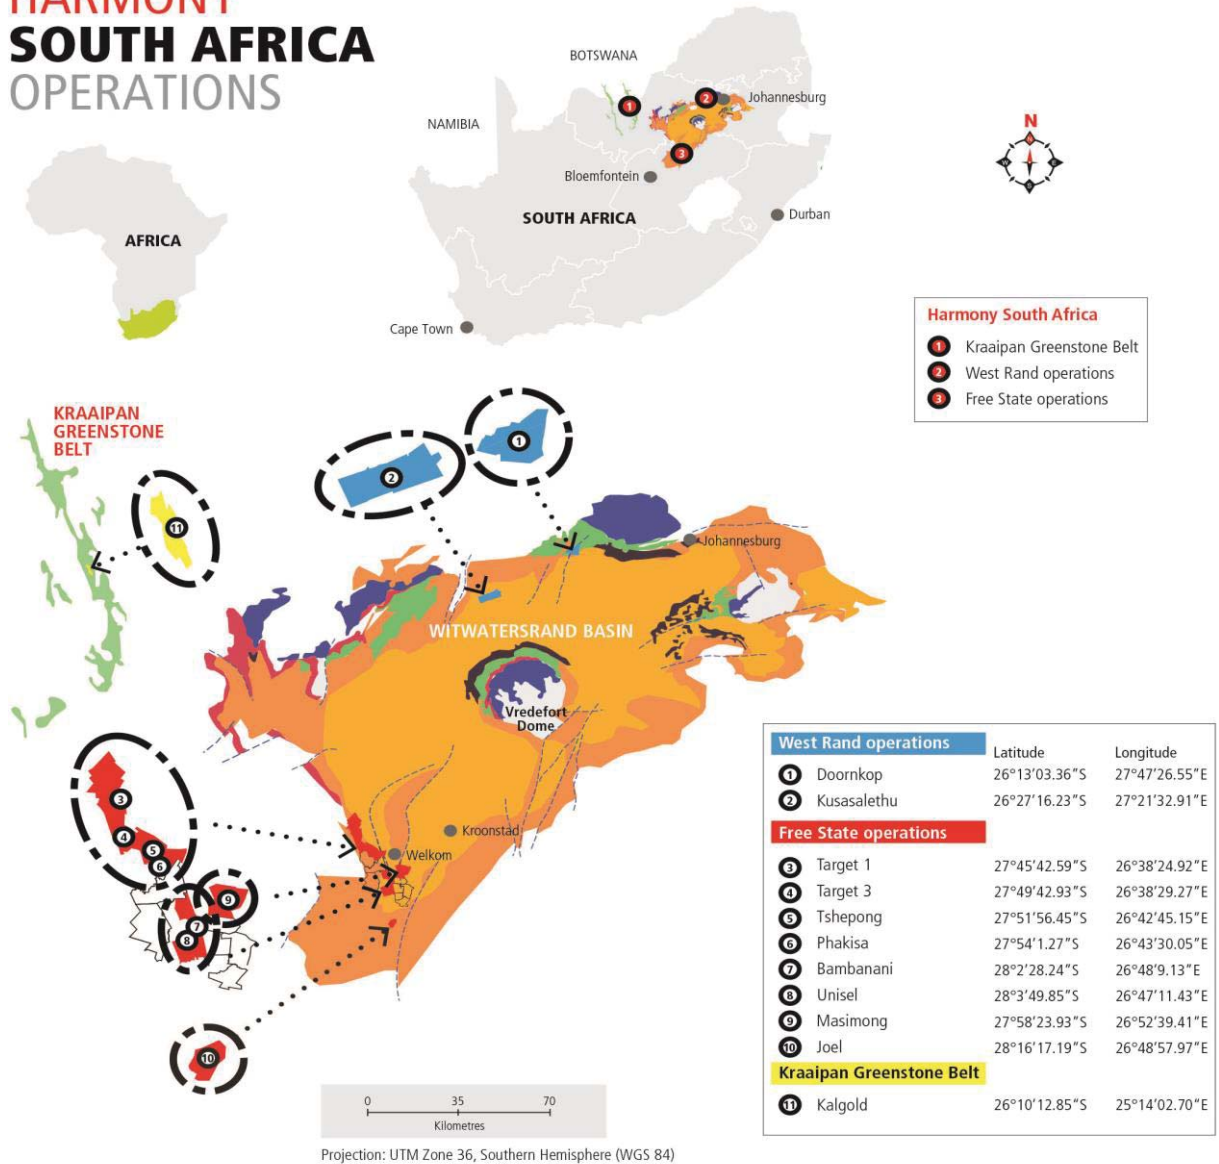 HARMONY
SOUTH AFRICA
OPERATIONS
BOTSWANA
NAMIBIA
1
2
Johannesburg
3
Bloemfontein
SOUTH AFRICA
Durban
Cape Town
AFRICA
N
N
W
E
S
Harmony South Africa
1 Kraaipan Greenstone Belt
2 West Rand operations
3 Free State operations
KRAAIPAN
GREENSTONE
BELT
11
2
1
Johannesburg
WITWATERSRAND BASIN
Vredefort
Dome
Kroonstad
Welkom
3
4
5
6
7
8
9
10
West Rand operations Latitude Longitude
1 Doornkop 26°13'03.36"S 27°47'26.55"E
2 Kusasalethu 26°27'16.23"S 27°21'32.91"E
Free State operations
3 Target 1 27°45'42.59"S 26°38'24.92"E
4 Target 3 27°49'42.93"S 26°38'29.27"E
5 Tshepong 27°51'56.45"S 26°42'45.15"E
6 Phakisa 27°54'1.27"S 26°43'30.05"E
7 Bambanani 28°2'28.24"S 26°48'9.13"E
8 Unisel 28°3'49.85"S 26°47'11.43"E
9 Masimong 27°58'23.93"S 26°52'39.41"E
10 Joel 28°16'17.19"S 26°48'57.97"E
Kraaipan Greenstone Belt
11 Kalgold 26°10'12.85"S 25°14'02.70"E
0 35 70
Kilometres
Projection: UTM Zone 36, Southern Hemisphere (WGS 84)